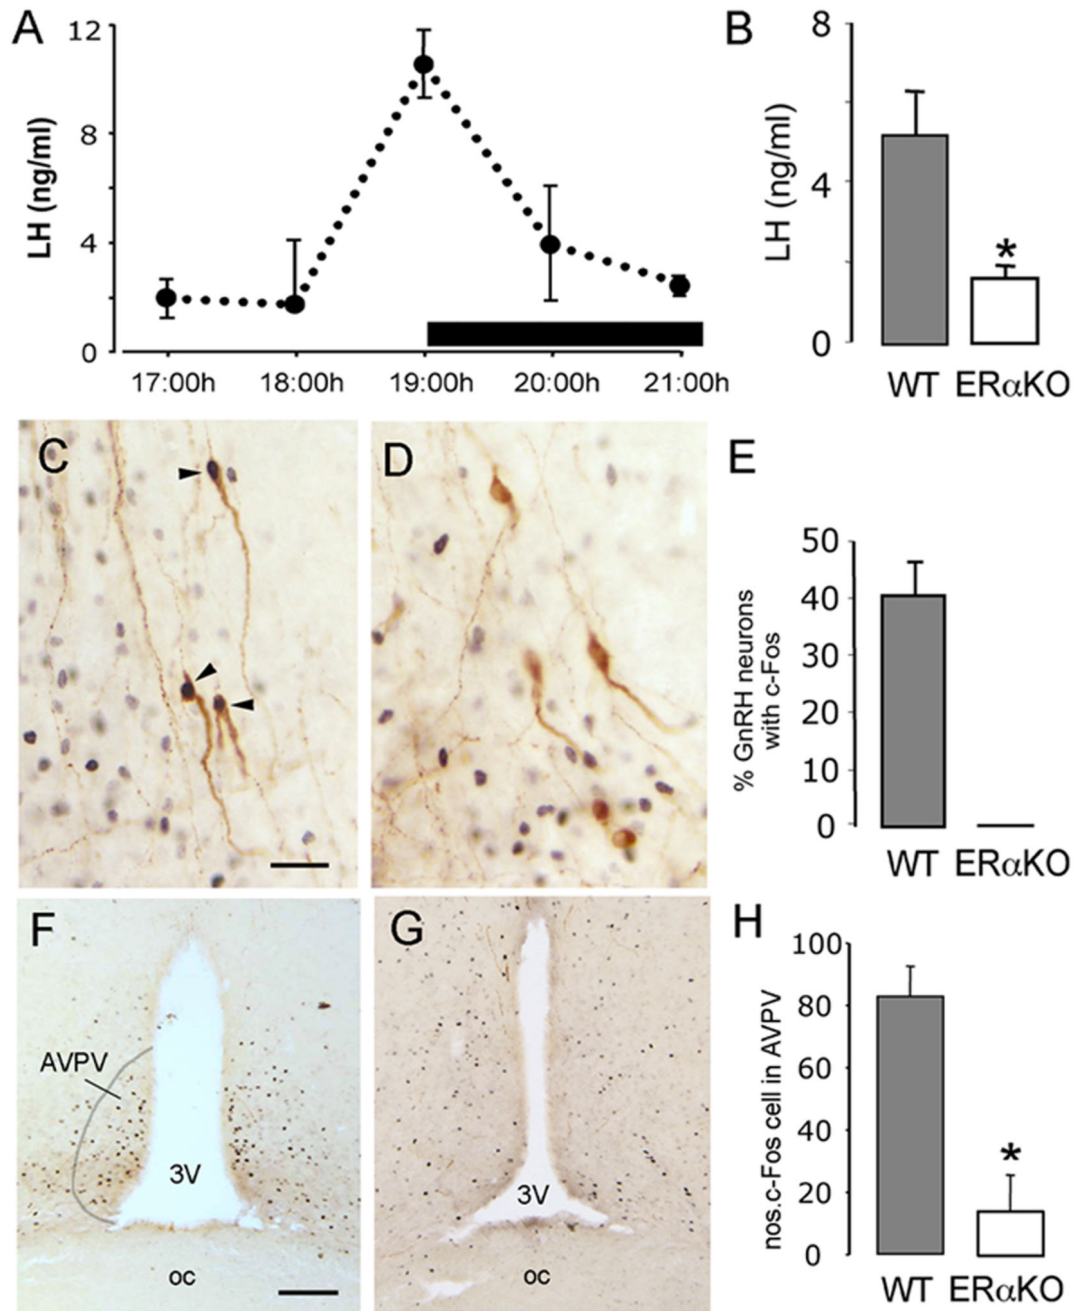 A
12
8
4
0
LH (ng/ml)
17:00h 18:00h 19:00h 20:00h 21:00h
B
8
4
0
LH (ng/ml)
*
WT ERαKO
C
D
E
50
40
30
20
10
0
% GnRH neurons
with c-Fos
WT ERαKO
F
AVPV
3V
oc
G
3V
oc
H
100
80
60
40
20
0
nos.c-Fos cell in AVPV
*
WT ERαKO